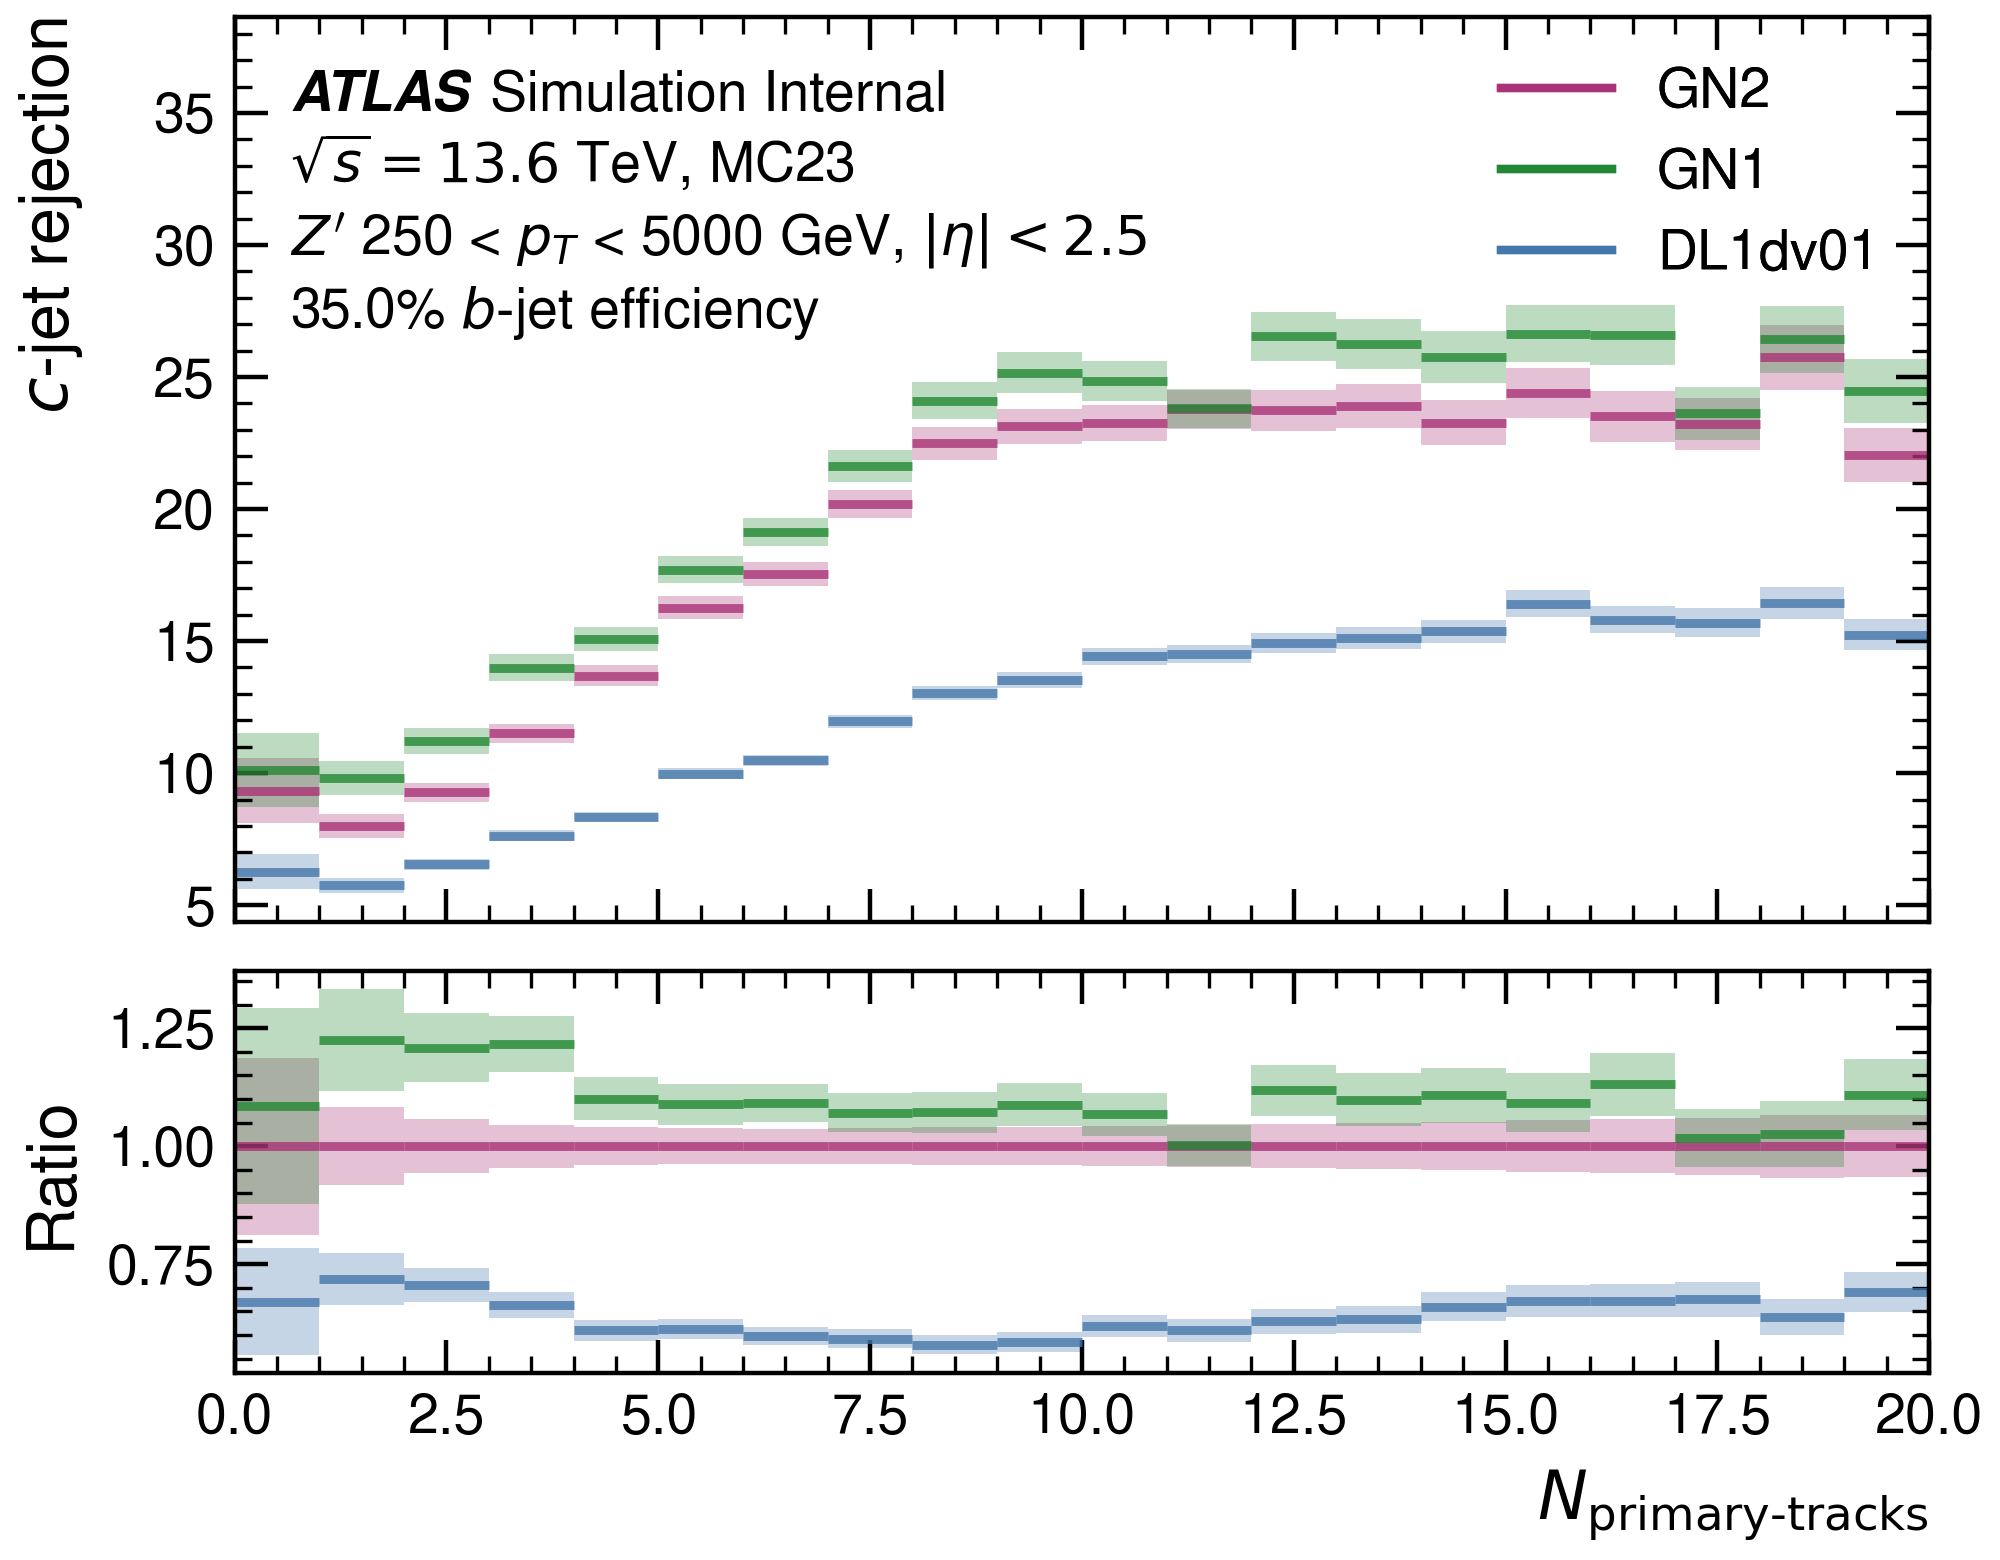 c-jet rejection
35
30
25
20
15
10
5
ATLAS Simulation Internal
√s = 13.6 TeV, MC23
Z′ 250 < p_T < 5000 GeV, |η| < 2.5
35.0% b-jet efficiency
GN2
GN1
DL1dv01
Ratio
1.25
1.00
0.75
0.0 2.5 5.0 7.5 10.0 12.5 15.0 17.5 20.0
N_primary-tracks